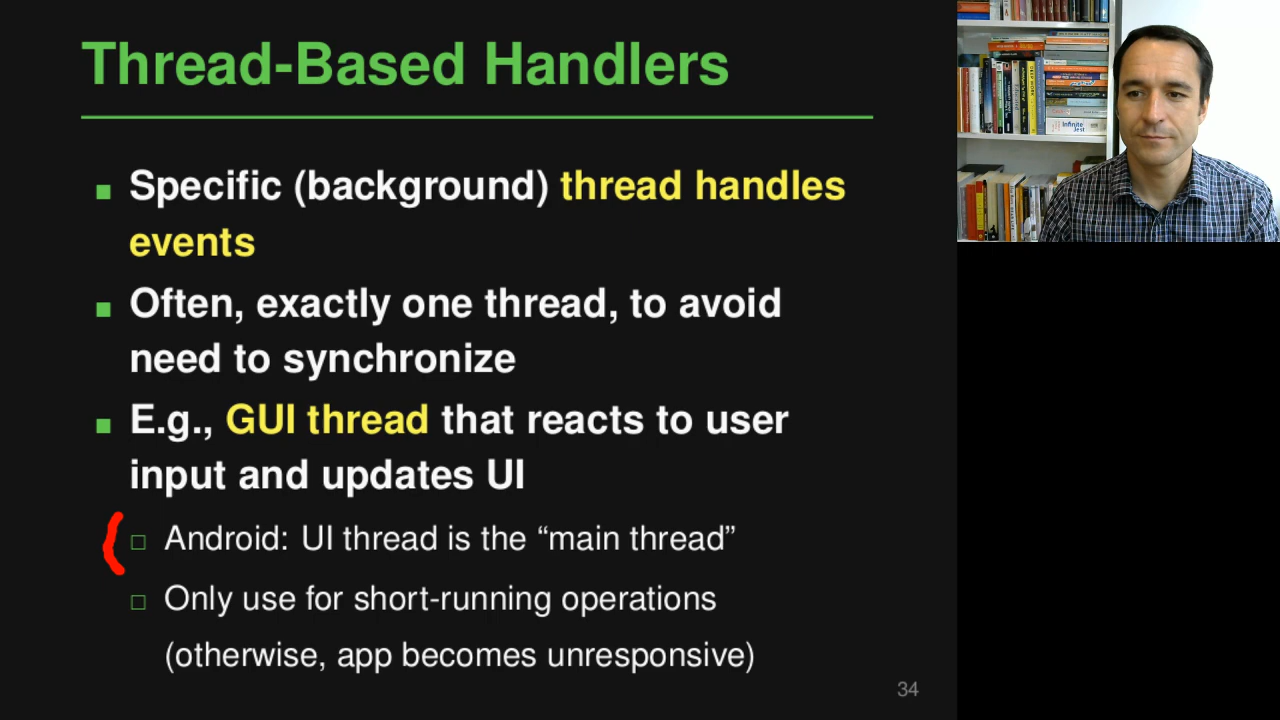 Thread-Based Handlers
■ Specific (background) thread handles
events
■ Often, exactly one thread, to avoid
need to synchronize
■ E.g., GUI thread that reacts to user
input and updates UI
□ Android: UI thread is the “main thread”
□ Only use for short-running operations
(otherwise, app becomes unresponsive)
34
Infinite
Jest